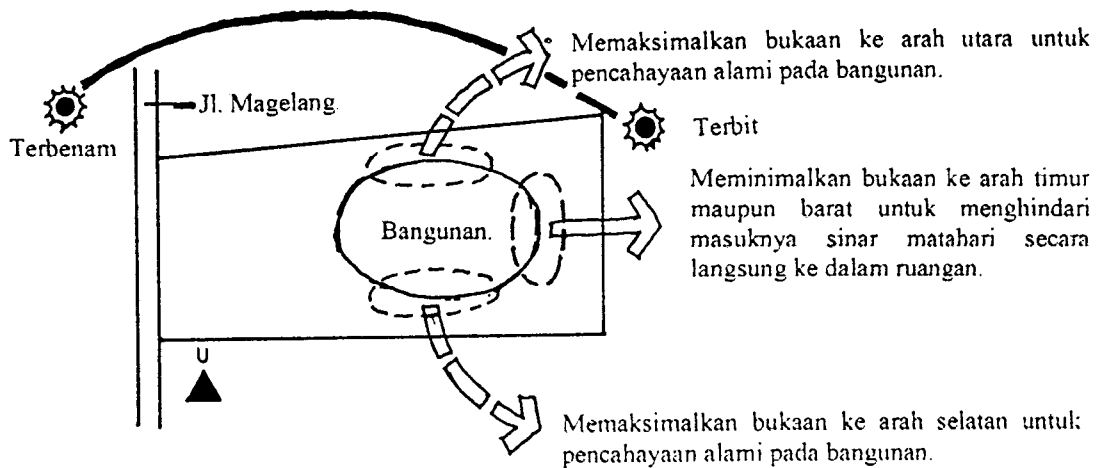 Memaksimalkan bukaan ke arah utara untuk
pencahayaan alami pada bangunan.
Jl. Magelang.
Terbenam
Terbit
Meminimalkan bukaan ke arah timur
maupun barat untuk menghindari
masuknya sinar matahari secara
langsung ke dalam ruangan.
Bangunan.
U
Memaksimalkan bukaan ke arah selatan untuk
pencahayaan alami pada bangunan.